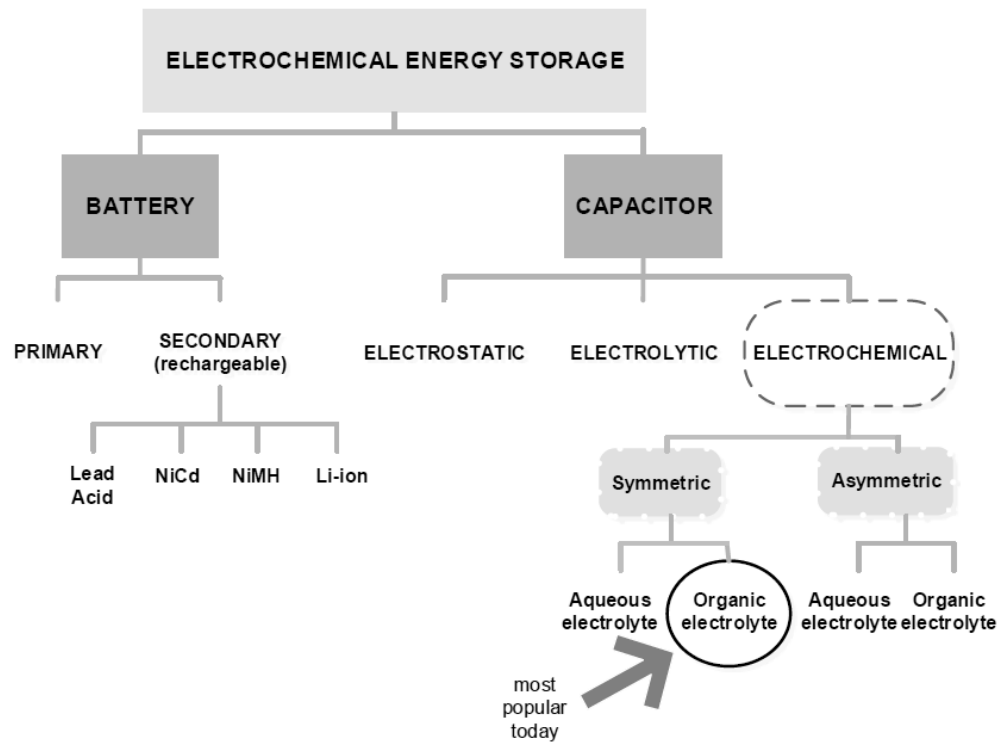 ELECTROCHEMICAL ENERGY STORAGE
BATTERY
CAPACITOR
PRIMARY
SECONDARY
(rechargeable)
ELECTROSTATIC
ELECTROLYTIC
ELECTROCHEMICAL
Lead
Acid
NiCd
NiMH
Li-ion
Symmetric
Asymmetric
Aqueous
electrolyte
Organic
electrolyte
Aqueous
electrolyte
Organic
electrolyte
most
popular
today